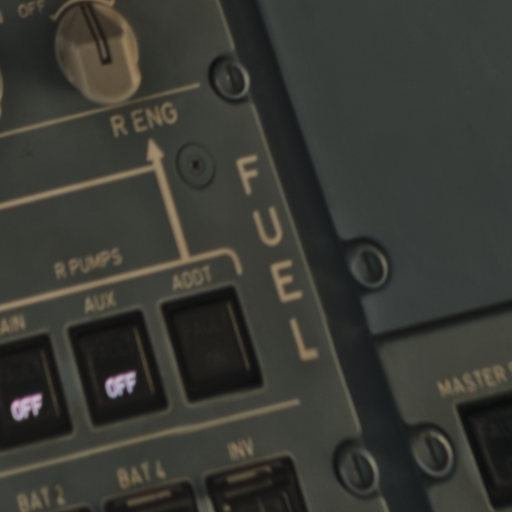 OFF
R ENG
FUEL
R PUMPS
AIN
AUX
ADDT
OFF
OFF
MASTER
BAT 2
BAT 4
INV